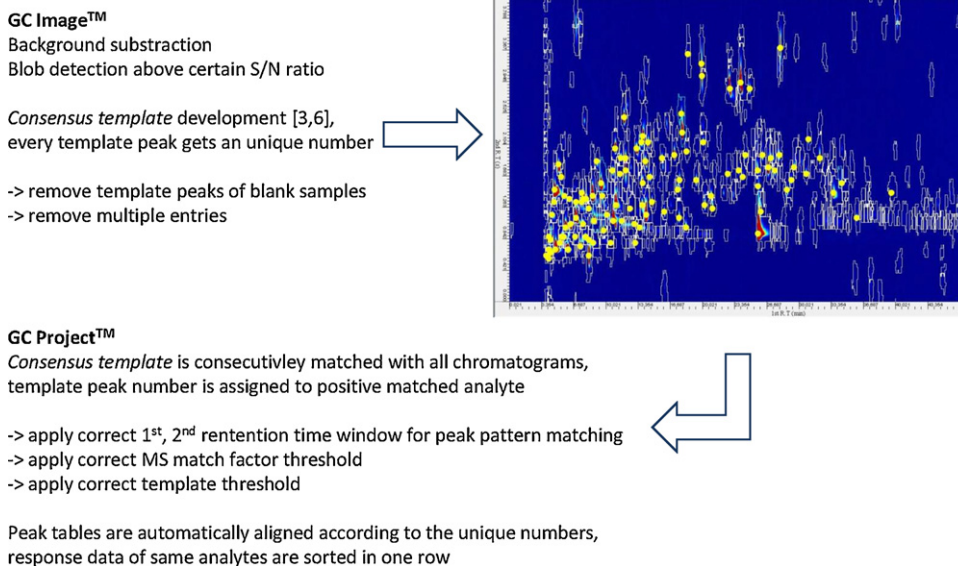 GC Image™
Background substraction
Blob detection above certain S/N ratio
Consensus template development [3,6],
every template peak gets an unique number
-> remove template peaks of blank samples
-> remove multiple entries
2nd R.T (s)
1st R.T (min)
GC Project™
Consensus template is consecutivley matched with all chromatograms,
template peak number is assigned to positive matched analyte
-> apply correct 1st, 2nd rentention time window for peak pattern matching
-> apply correct MS match factor threshold
-> apply correct template threshold
Peak tables are automatically aligned according to the unique numbers,
response data of same analytes are sorted in one row